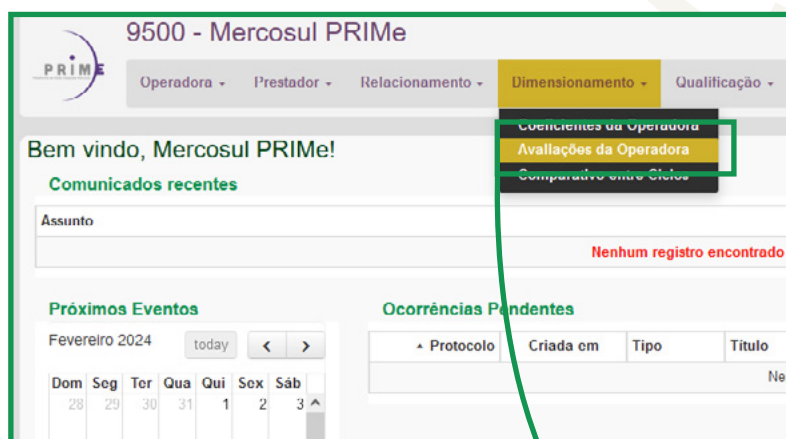 9500 - Mercosul PRIMe
PRIME
Operadora Prestador Relacionamento Dimensionamento Qualificação
Coeficientes da Operadora
Avaliações da Operadora
Comparativo entre Ciclos
Bem vindo, Mercosul PRIMe!
Comunicados recentes
Assunto
Nenhum registro encontrado
Próximos Eventos
Fevereiro 2024 today < >
Dom Seg Ter Qua Qui Sex Sáb
28 29 30 31 1 2 3
Ocorrências Pendentes
Protocolo Criada em Tipo Título
Ne